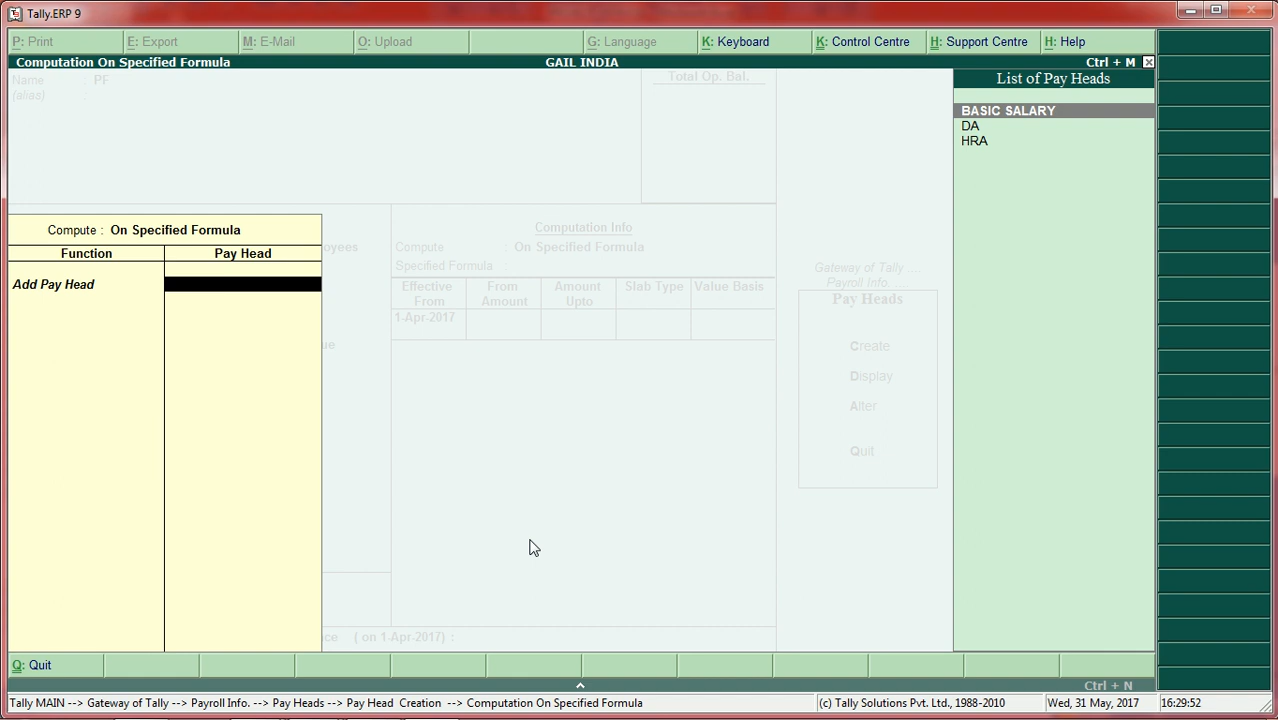 Tally.ERP 9
P: Print E: Export M: E-Mail O: Upload G: Language K: Keyboard K: Control Centre H: Support Centre H: Help
Computation On Specified Formula GAIL INDIA Ctrl + M
Name : PF
(alias) :
Total Op. Bal.
List of Pay Heads
BASIC SALARY
DA
HRA
Compute : On Specified Formula
Function Pay Head
Add Pay Head
oyees
ue
Computation Info
Compute : On Specified Formula
Specified Formula :
Effective From From Amount Amount Upto Slab Type Value Basis
1-Apr-2017
Gateway of Tally ....
Payroll Info. ...
Pay Heads
Create
Display
Alter
Quit
ce ( on 1-Apr-2017) :
Q: Quit
Ctrl + N
Tally MAIN --> Gateway of Tally --> Payroll Info. --> Pay Heads --> Pay Head Creation --> Computation On Specified Formula (c) Tally Solutions Pvt. Ltd., 1988-2010 Wed, 31 May, 2017 16:29:52